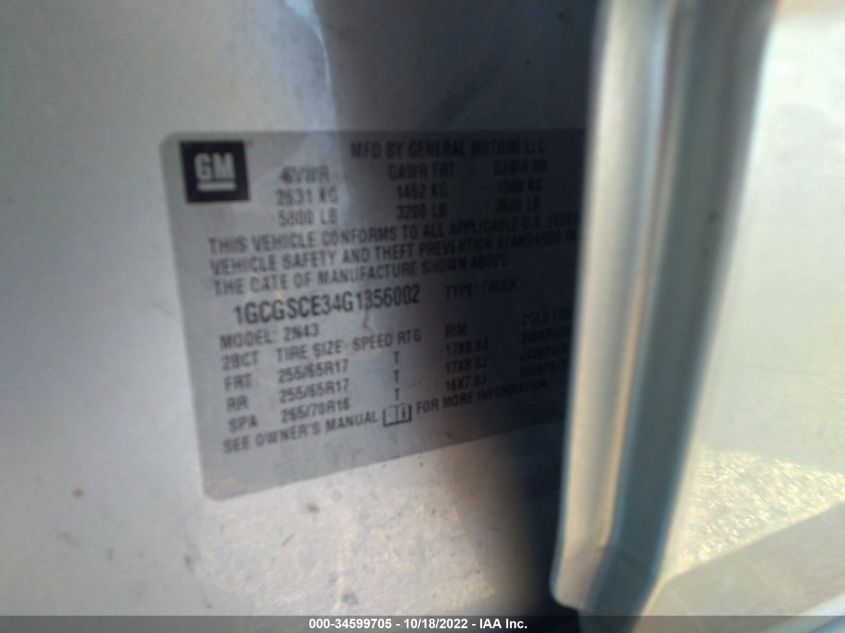 GM
MFD BY GENERAL MOTORS LLC
GVWR GAWR FRT GAWR RR
2631 KG 1452 KG KG
5800 LB 3200 LB LB
THIS VEHICLE CONFORMS TO ALL APPLICABLE U.S. FEDER
VEHICLE SAFETY AND THEFT PREVENTION STANDARDS IN
THE DATE OF MANUFACTURE SHOWN ABOVE.
1GCGSCE34G1356002 TYPE: TRUCK
MODEL: 2N43
2BCT TIRE SIZE SPEED RTG RIM
FRT 255/65R17 T 17X8.0J
RR 255/65R17 T 17X8.0J
SPA 265/70R16 T 16X7.0J
SEE OWNER'S MANUAL FOR MORE INFORMATION
000-34599705 - 10/18/2022 - IAA Inc.